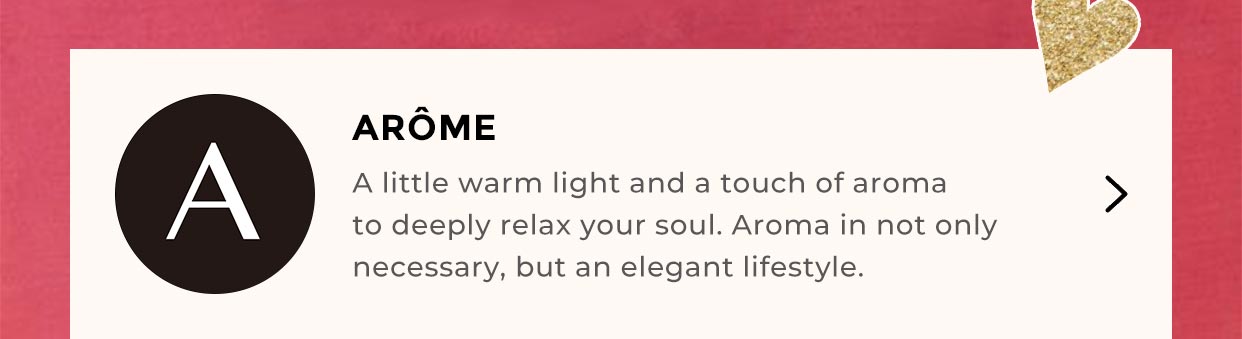 A
ARÔME
A little warm light and a touch of aroma
to deeply relax your soul. Aroma in not only
necessary, but an elegant lifestyle.